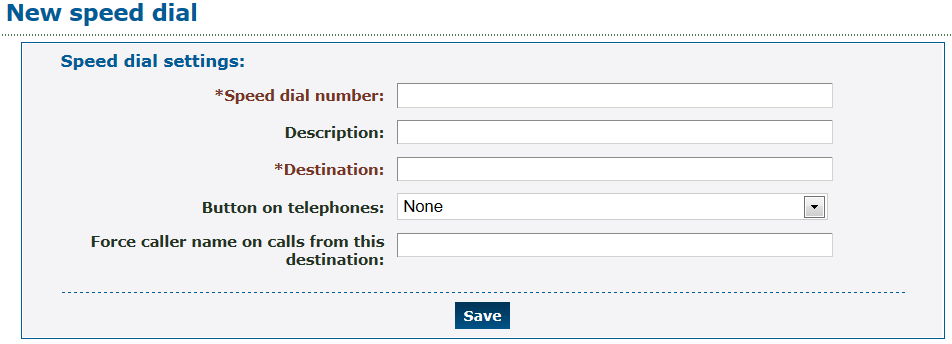 New speed dial
Speed dial settings:
*Speed dial number:
Description:
*Destination:
Button on telephones: None
Force caller name on calls from this
destination:
Save